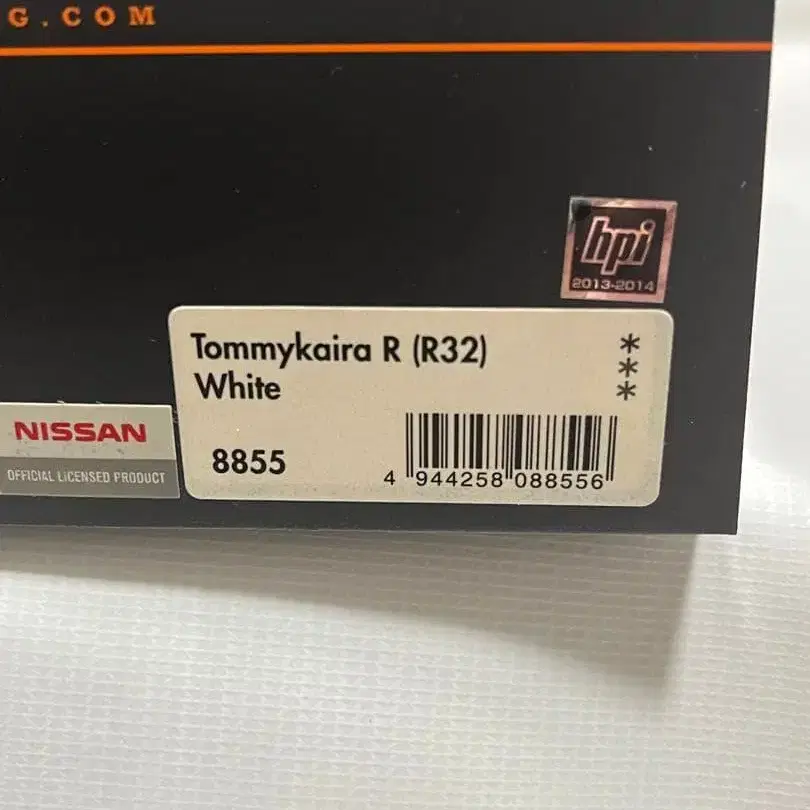 G.COM
hpi
2013-2014
Tommykaira R (R32)
White
***
NISSAN
OFFICIAL LICENSED PRODUCT
8855
4 944258 088556